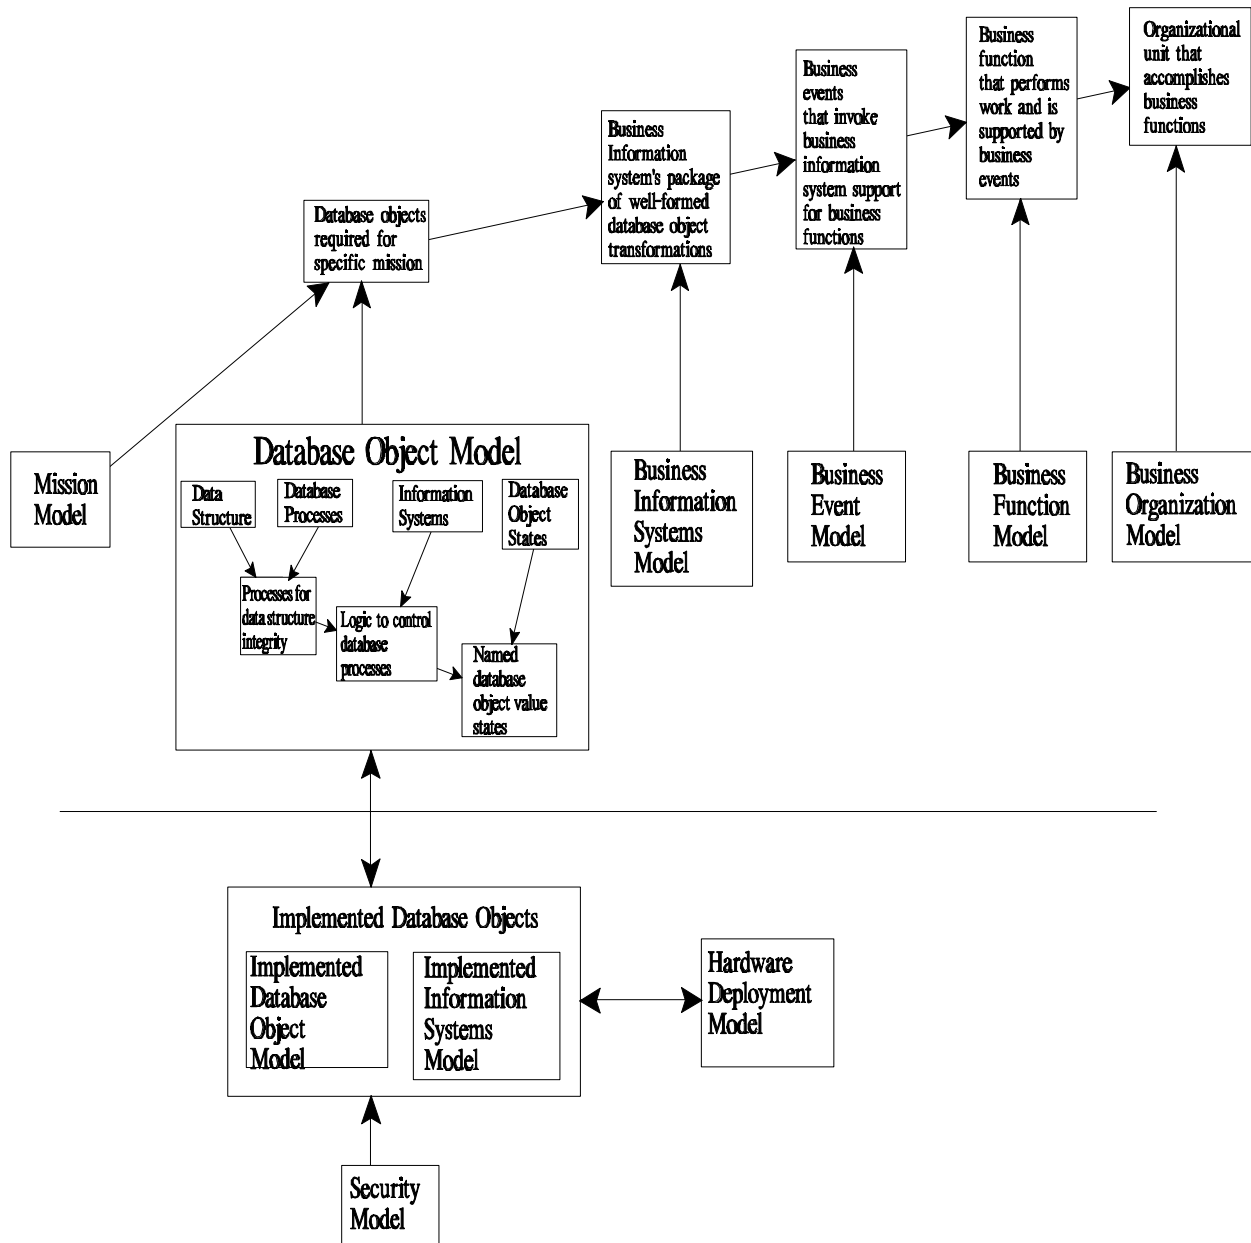 Business
function
that performs
work and is
supported by
business
events
Organizational
unit that
accomplishes
business
functions
Business
events
that invoke
business
information
system support
for business
functions
Business
Information
system's package
of well-formed
database object
transformations
Database objects
required for
specific mission
Mission
Model
Database Object Model
Data
Structure
Database
Processes
Information
Systems
Database
Object
States
Processes for
data structure
integrity
Logic to control
database
processes
Named
database
object value
states
Business
Information
Systems
Model
Business
Event
Model
Business
Function
Model
Business
Organization
Model
Implemented Database Objects
Implemented
Database
Object
Model
Implemented
Information
Systems
Model
Hardware
Deployment
Model
Security
Model